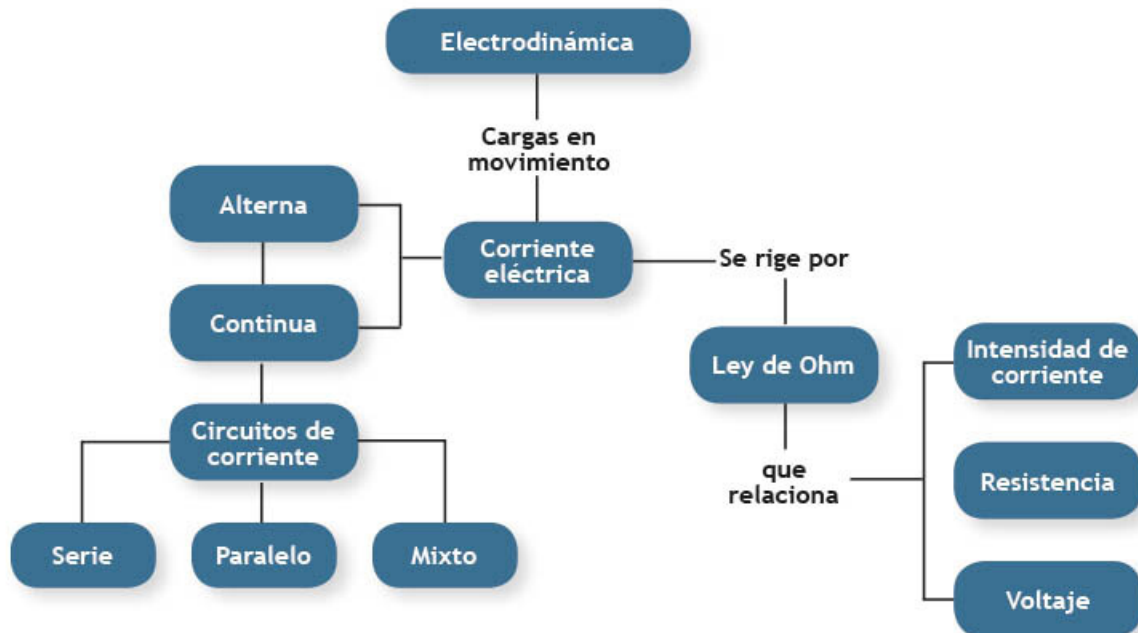 Electrodinámica
Cargas en
movimiento
Alterna
Corriente
eléctrica
Se rige por
Continua
Ley de Ohm
Intensidad de
corriente
Circuitos de
corriente
que
relaciona
Resistencia
Serie
Paralelo
Mixto
Voltaje